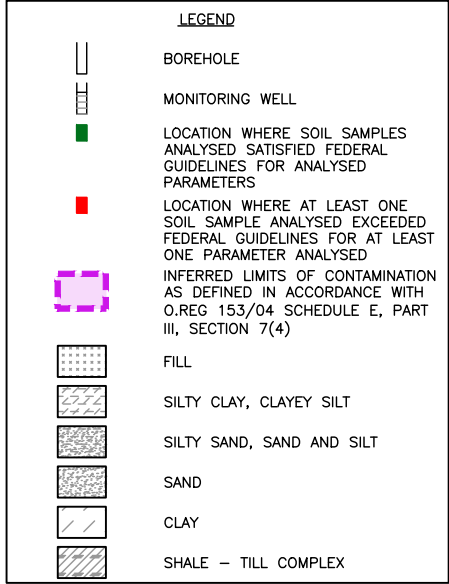 LEGEND
BOREHOLE
MONITORING WELL
LOCATION WHERE SOIL SAMPLES
ANALYSED SATISFIED FEDERAL
GUIDELINES FOR ANALYSED
PARAMETERS
LOCATION WHERE AT LEAST ONE
SOIL SAMPLE ANALYSED EXCEEDED
FEDERAL GUIDELINES FOR AT LEAST
ONE PARAMETER ANALYSED
INFERRED LIMITS OF CONTAMINATION
AS DEFINED IN ACCORDANCE WITH
O.REG 153/04 SCHEDULE E, PART
III, SECTION 7(4)
FILL
SILTY CLAY, CLAYEY SILT
SILTY SAND, SAND AND SILT
SAND
CLAY
SHALE – TILL COMPLEX